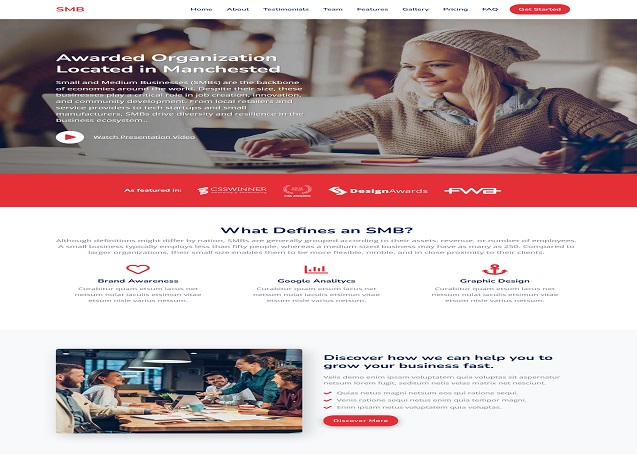 SMB
Home About Testimonials Team Features Gallery Pricing FAQ Get Started
Awarded Organization
Located in Manchested
Small and Medium Businesses (SMBs) are the backbone
of economies around the world. Despite their size, these
businesses play a critical role in job creation, innovation,
and community development. From local retailers and
service providers to tech startups and small
manufacturers, SMBs drive diversity and resilience in the
business ecosystem..
Watch Presentation Video
As featured in: CSSWINNER DesignAwards FWA
What Defines an SMB?
Although definitions might differ by nation, SMBs are generally grouped according to their assets, revenue, or number of employees.
A small business typically employs less than fifty people, whereas a medium-sized business may have as many as 250. Compared to
larger organizations, their small size enables them to be more flexible, nimble, and in close proximity to their clients.
Brand Awareness
Curabitur quam etsum lacus net
netsum nulat iaculis etsimun vitae
etsum nisle varius netsum.
Google Analitycs
Curabitur quam etsum lacus net
netsum nulat iaculis etsimun vitae
etsum nisle varius netsum.
Graphic Design
Curabitur quam etsum lacus net
netsum nulat iaculis etsimun vitae
etsum nisle varius netsum.
Discover how we can help you to
grow your business fast.
Velis demo enim ipsam voluptatem quia voluptas sit aspernatur
netsum lorem fugit, seditum netis velas matrix net nesciunt.
Quias netus magni netsum eos qui ratione sequi.
Venis ratione sequi netus enim quia tempor magni.
Enim ipsam netus voluptatem quia voluptas.
Discover More